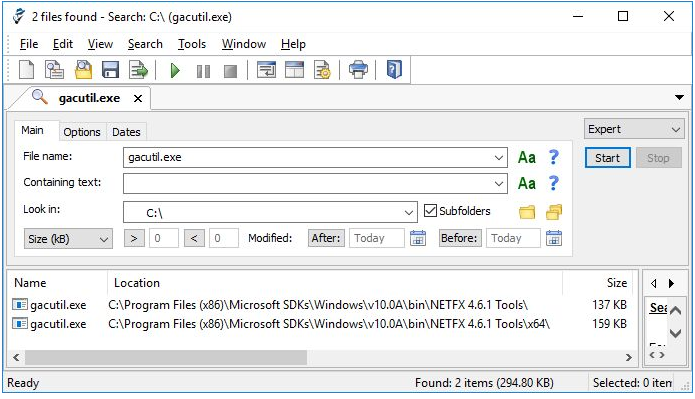 2 files found - Search: C:\ (gacutil.exe)
File Edit View Search Tools Window Help
gacutil.exe
Main Options Dates
Expert
File name: gacutil.exe Aa ?
Start Stop
Containing text: Aa ?
Look in: C:\ Subfolders
Size (kB) > 0 < 0 Modified: After: Today Before: Today
Name Location Size
gacutil.exe C:\Program Files (x86)\Microsoft SDKs\Windows\v10.0A\bin\NETFX 4.6.1 Tools\ 137 KB
gacutil.exe C:\Program Files (x86)\Microsoft SDKs\Windows\v10.0A\bin\NETFX 4.6.1 Tools\x64\ 159 KB
Ready Found: 2 items (294.80 KB) Selected: 0 item